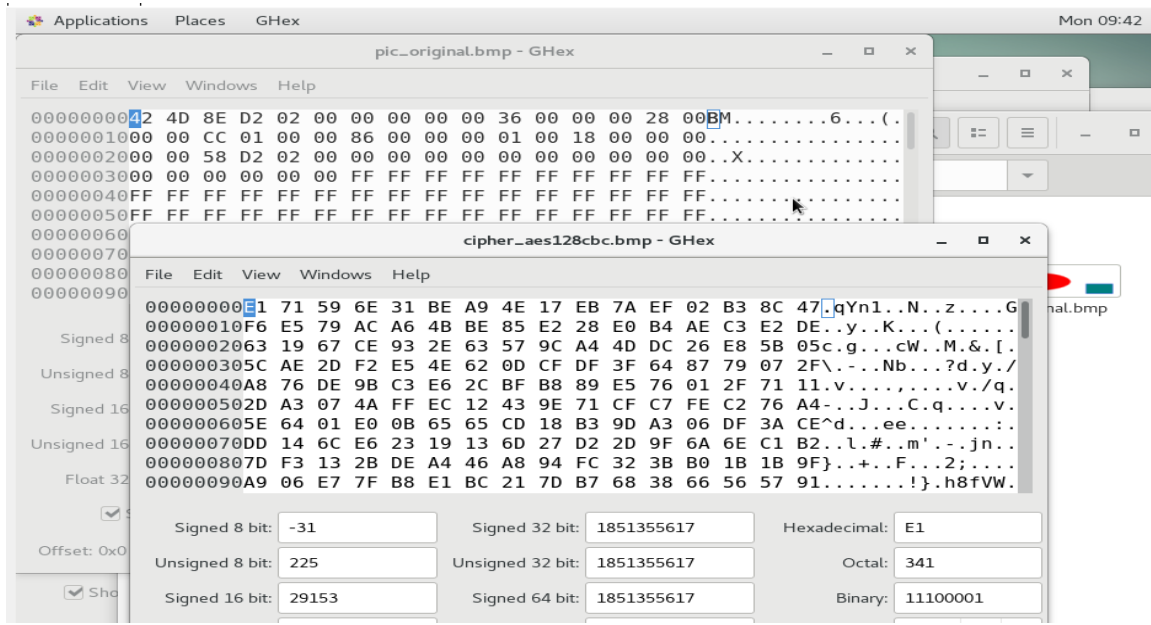 Applications Places GHex Mon 09:42
pic_original.bmp - GHex
File Edit View Windows Help
0000000042 4D 8E D2 02 00 00 00 00 00 36 00 00 00 28 00BM........6...(.
0000001000 00 CC 01 00 00 86 00 00 00 01 00 18 00 00 00................
0000002000 00 58 D2 02 00 00 00 00 00 00 00 00 00 00 00..X.............
0000003000 00 00 00 00 00 FF FF FF FF FF FF FF FF FF FF................
00000040FF FF FF FF FF FF FF FF FF FF FF FF FF FF FF FF................
00000050FF FF FF FF FF FF FF FF FF FF FF FF FF FF FF FF................
00000060
00000070
00000080
00000090
Signed 8
Unsigned 8
Signed 16
Unsigned 16
Float 32
Offset: 0x0
Sho
nal.bmp
cipher_aes128cbc.bmp - GHex
File Edit View Windows Help
00000000E1 71 59 6E 31 BE A9 4E 17 EB 7A EF 02 B3 8C 47.qYn1..N..z....G
00000010F6 E5 79 AC A6 4B BE 85 E2 28 E0 B4 AE C3 E2 DE..y..K...(......
0000002063 19 67 CE 93 2E 63 57 9C A4 4D DC 26 E8 5B 05c.g...cW..M.&.[.
000000305C AE 2D F2 E5 4E 62 0D CF DF 3F 64 87 79 07 2F\.-..Nb...?d.y./
00000040A8 76 DE 9B C3 E6 2C BF B8 89 E5 76 01 2F 71 11.v....,....v./q.
000000502D A3 07 4A FF EC 12 43 9E 71 CF C7 FE C2 76 A4-..J...C.q....v.
000000605E 64 01 E0 0B 65 65 CD 18 B3 9D A3 06 DF 3A CE^d...ee.......:.
00000070DD 14 6C E6 23 19 13 6D 27 D2 2D 9F 6A 6E C1 B2..l.#..m'.-.jn..
000000807D F3 13 2B DE A4 46 A8 94 FC 32 3B B0 1B 1B 9F}..+..F...2;....
00000090A9 06 E7 7F B8 E1 BC 21 7D B7 68 38 66 56 57 91.......!}.h8fVW.
Signed 8 bit: -31 Signed 32 bit: 1851355617 Hexadecimal: E1
Unsigned 8 bit: 225 Unsigned 32 bit: 1851355617 Octal: 341
Signed 16 bit: 29153 Signed 64 bit: 1851355617 Binary: 11100001